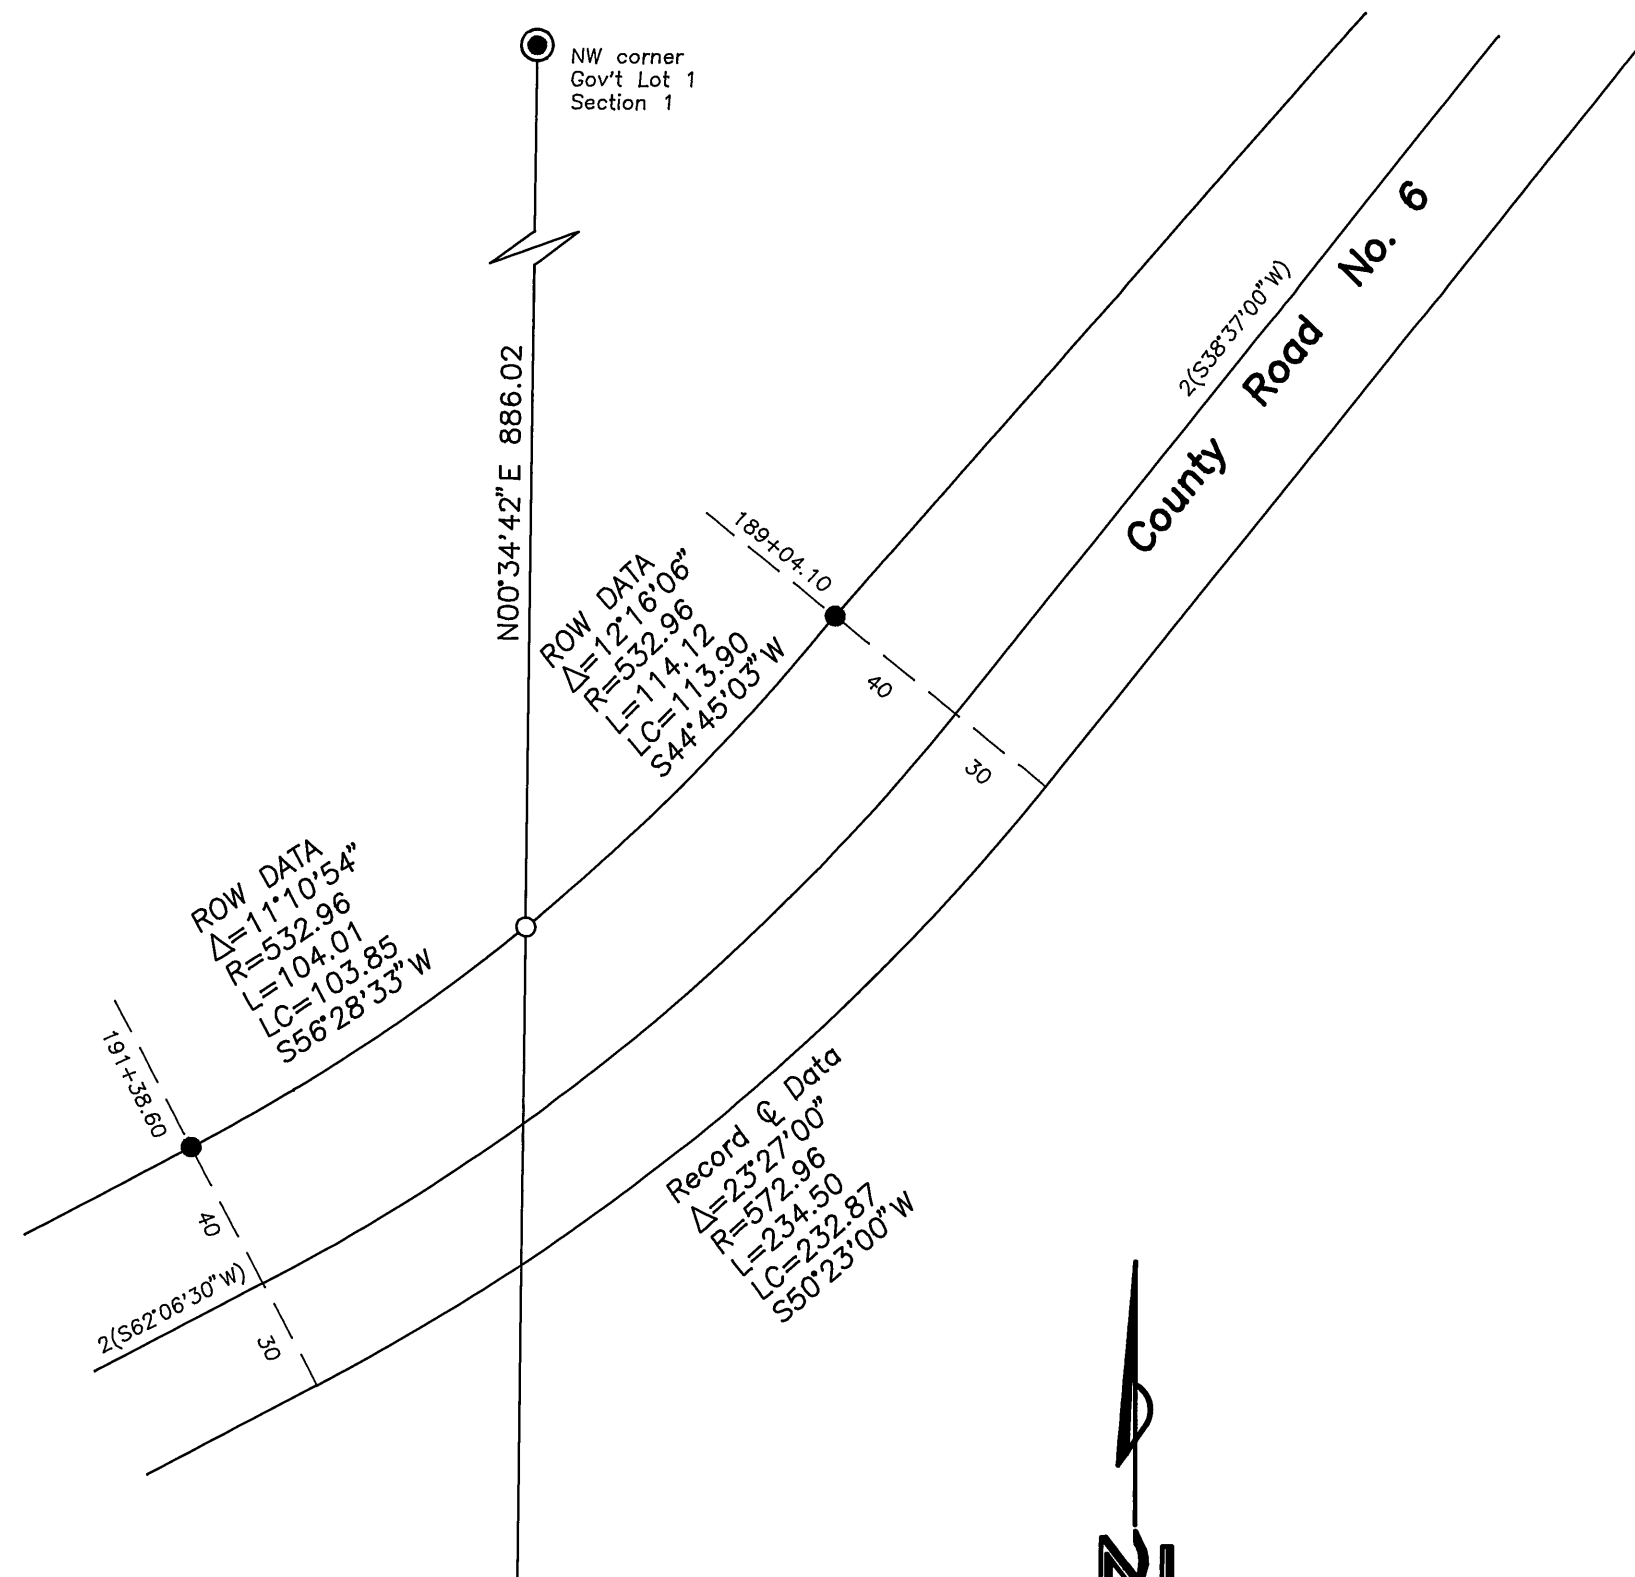 NW corner
Gov't Lot 1
Section 1
N00°34'42"E 886.02
2(S38°37'00"W)
County Road No. 6
189+04.10
40
30
ROW DATA
Δ=12°16'06"
R=532.96
L=114.12
LC=113.90
S44°45'03"W
ROW DATA
Δ=11°10'54"
R=532.96
L=104.01
LC=103.85
S56°28'33"W
191+38.60
40
30
2(S62°06'30"W)
Record ℄ Data
Δ=23°27'00"
R=572.96
L=234.50
LC=232.87
S50°23'00"W